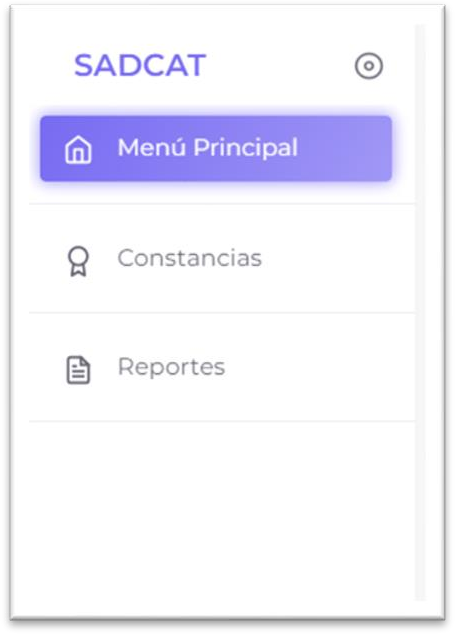 SADCAT
Menú Principal
Constancias
Reportes